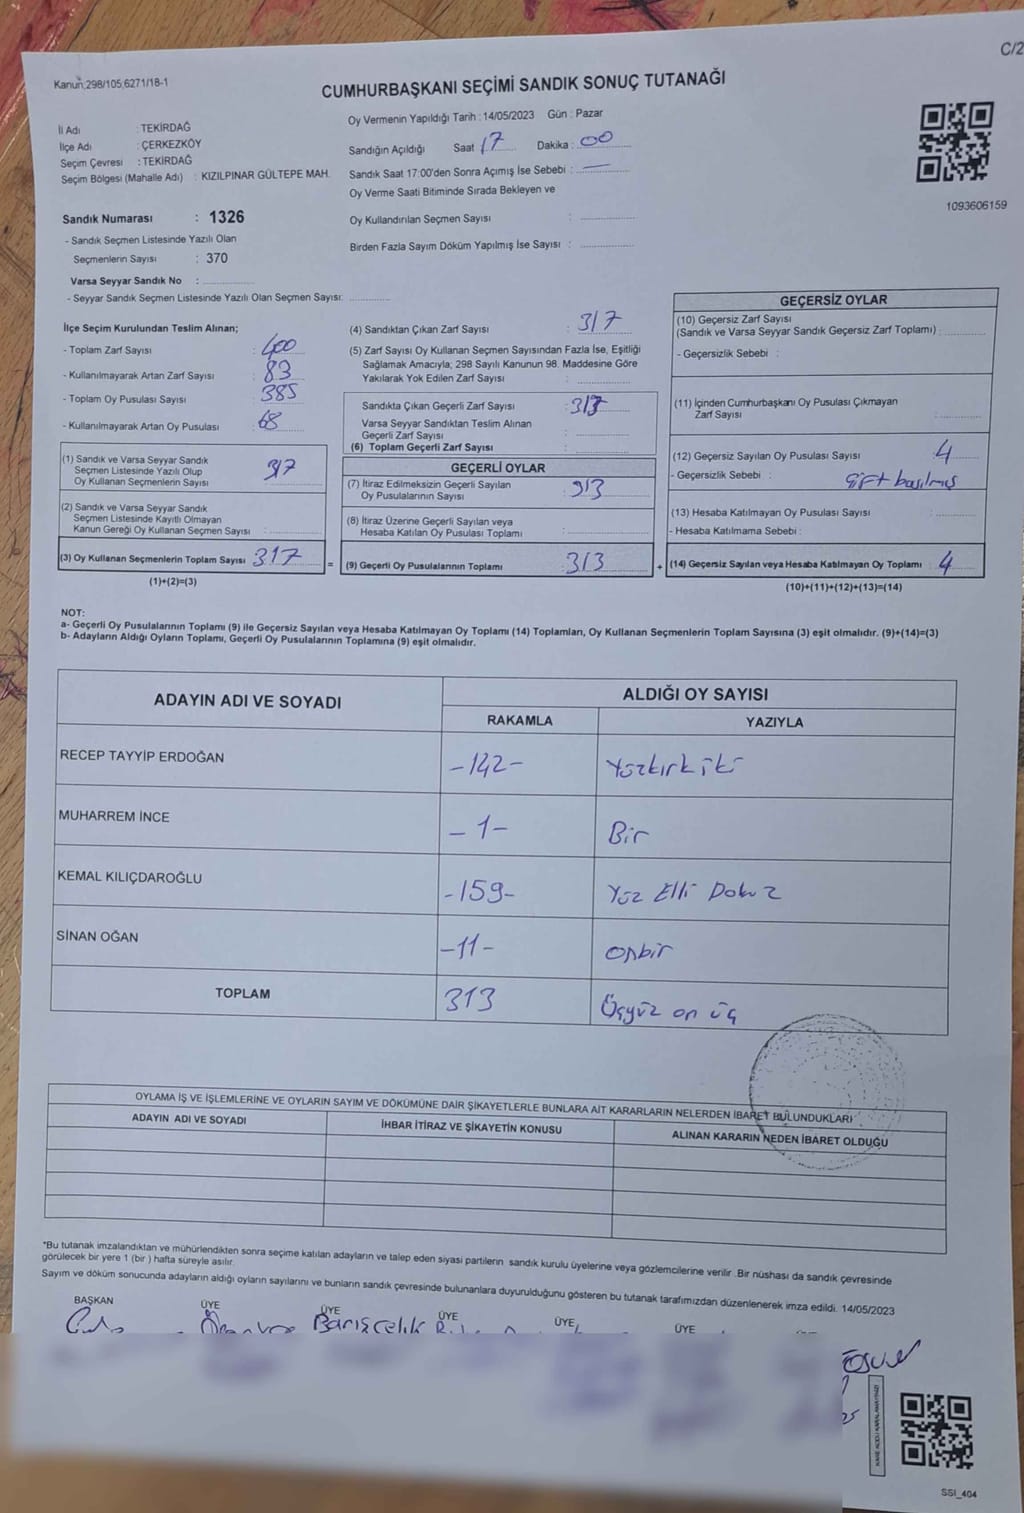 C/2
Kanun;298/105;6271/18-1
CUMHURBAŞKANI SEÇİMİ SANDIK SONUÇ TUTANAĞI
İl Adı : TEKİRDAĞ
İlçe Adı : ÇERKEZKÖY
Seçim Çevresi : TEKİRDAĞ
Seçim Bölgesi (Mahalle Adı) : KIZILPINAR GÜLTEPE MAH.
Sandık Numarası : 1326
- Sandık Seçmen Listesinde Yazılı Olan
Seçmenlerin Sayısı : 370
Varsa Seyyar Sandık No :
- Seyyar Sandık Seçmen Listesinde Yazılı Olan Seçmen Sayısı:
Oy Vermenin Yapıldığı Tarih : 14/05/2023 Gün : Pazar
Sandığın Açıldığı Saat 17 Dakika : 00
Sandık Saat 17:00'den Sonra Açımış İse Sebebi : —
Oy Verme Saati Bitiminde Sırada Bekleyen ve
Oy Kullandırılan Seçmen Sayısı :
Birden Fazla Sayım Döküm Yapılmış İse Sayısı :
1093606159
İlçe Seçim Kurulundan Teslim Alınan;
- Toplam Zarf Sayısı : 400
- Kullanılmayarak Artan Zarf Sayısı : 83
- Toplam Oy Pusulası Sayısı : 385
- Kullanılmayarak Artan Oy Pusulası : 68
(1) Sandık ve Varsa Seyyar Sandık
Seçmen Listesinde Yazılı Olup
Oy Kullanan Seçmenlerin Sayısı : 317
(2) Sandık ve Varsa Seyyar Sandık
Seçmen Listesinde Kayıtlı Olmayan
Kanun Gereği Oy Kullanan Seçmen Sayısı :
(3) Oy Kullanan Seçmenlerin Toplam Sayısı 317
(1)+(2)=(3)
(4) Sandıktan Çıkan Zarf Sayısı : 317
(5) Zarf Sayısı Oy Kullanan Seçmen Sayısından Fazla İse, Eşitliği
Sağlamak Amacıyla; 298 Sayılı Kanunun 98. Maddesine Göre
Yakılarak Yok Edilen Zarf Sayısı :
Sandıkta Çıkan Geçerli Zarf Sayısı :
Varsa Seyyar Sandıktan Teslim Alınan
Geçerli Zarf Sayısı :
(6) Toplam Geçerli Zarf Sayısı :
GEÇERLİ OYLAR
(7) İtiraz Edilmeksizin Geçerli Sayılan
Oy Pusulalarının Sayısı : 313
(8) İtiraz Üzerine Geçerli Sayılan veya
Hesaba Katılan Oy Pusulası Toplamı :
(9) Geçerli Oy Pusulalarının Toplamı : 313
GEÇERSİZ OYLAR
(10) Geçersiz Zarf Sayısı
(Sandık ve Varsa Seyyar Sandık Geçersiz Zarf Toplamı) :
- Geçersizlik Sebebi :
(11) İçinden Cumhurbaşkanı Oy Pusulası Çıkmayan
Zarf Sayısı :
(12) Geçersiz Sayılan Oy Pusulası Sayısı : 4
- Geçersizlik Sebebi : Çift basılmış
(13) Hesaba Katılmayan Oy Pusulası Sayısı :
- Hesaba Katılmama Sebebi :
(14) Geçersiz Sayılan veya Hesaba Katılmayan Oy Toplamı : 4
(10)+(11)+(12)+(13)=(14)
NOT:
a- Geçerli Oy Pusulalarının Toplamı (9) ile Geçersiz Sayılan veya Hesaba Katılmayan Oy Toplamı (14) Toplamları, Oy Kullanan Seçmenlerin Toplam Sayısına (3) eşit olmalıdır. (9)+(14)=(3)
b- Adayların Aldığı Oyların Toplamı, Geçerli Oy Pusulalarının Toplamına (9) eşit olmalıdır.
ADAYIN ADI VE SOYADI
ALDIĞI OY SAYISI
RAKAMLA YAZIYLA
RECEP TAYYİP ERDOĞAN -142- Yüzkırkiki
MUHARREM İNCE -1- Bir
KEMAL KILIÇDAROĞLU -159- Yüz Elli Dokuz
SİNAN OĞAN -11- onbir
TOPLAM 313 Üçyüz on üç
OYLAMA İŞ VE İŞLEMLERİNE VE OYLARIN SAYIM VE DÖKÜMÜNE DAİR ŞİKAYETLERLE BUNLARA AİT KARARLARIN NELERDEN İBARET BULUNDUKLARI
ADAYIN ADI VE SOYADI İHBAR İTİRAZ VE ŞİKAYETİN KONUSU ALINAN KARARIN NEDEN İBARET OLDUĞU
*Bu tutanak imzalandıktan ve mühürlendikten sonra seçime katılan adayların ve talep eden siyasi partilerin sandık kurulu üyelerine veya gözlemcilerine verilir. Bir nüshası da sandık çevresinde
görülecek bir yere 1 (bir ) hafta süreyle asılır.
Sayım ve döküm sonucunda adayların aldığı oyların sayılarını ve bunların sandık çevresinde bulunanlara duyurulduğunu gösteren bu tutanak tarafımızdan düzenlenerek imza edildi. 14/05/2023
BAŞKAN ÜYE ÜYE ÜYE ÜYE ÜYE
Barışçelik
KARE KODU KARALAMAYINIZ!
SSI_404